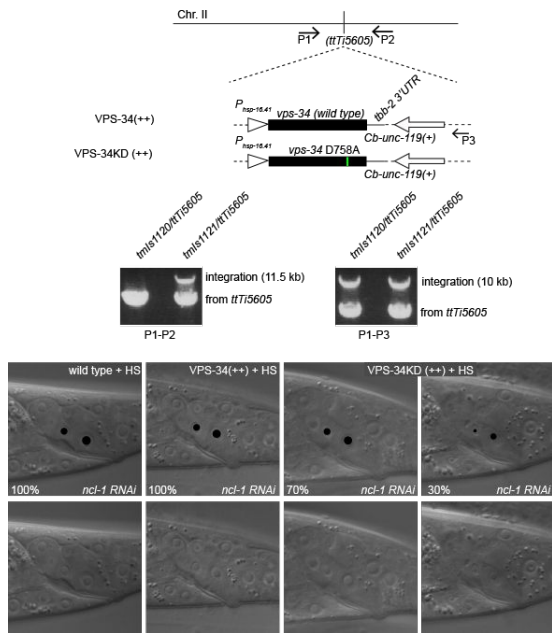 Chr. II
P1 (ttTi5605) P2
P hsp-16.41
vps-34 (wild type)
tbb-2 3'UTR
VPS-34(++)
Cb-unc-119(+)
P3
P hsp-16.41
VPS-34KD (++)
vps-34 D758A
Cb-unc-119(+)
tmIs1120/ttTi5605
tmIs1121/ttTi5605
integration (11.5 kb)
from ttTi5605
P1-P2
tmIs1120/ttTi5605
tmIs1121/ttTi5605
integration (10 kb)
from ttTi5605
P1-P3
wild type + HS
VPS-34(++) + HS
VPS-34KD (++) + HS
100% ncl-1 RNAi
100% ncl-1 RNAi
70% ncl-1 RNAi
30% ncl-1 RNAi